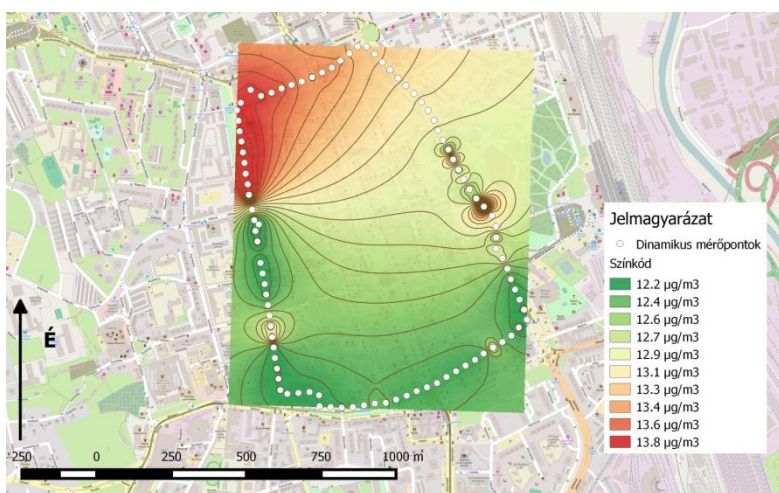 Jelmagyarázat
Dinamikus mérőpontok
Színkód
12.2 µg/m3
12.4 µg/m3
12.6 µg/m3
12.7 µg/m3
12.9 µg/m3
13.1 µg/m3
13.3 µg/m3
13.4 µg/m3
13.6 µg/m3
13.8 µg/m3
É
250 0 250 500 750 1000 m